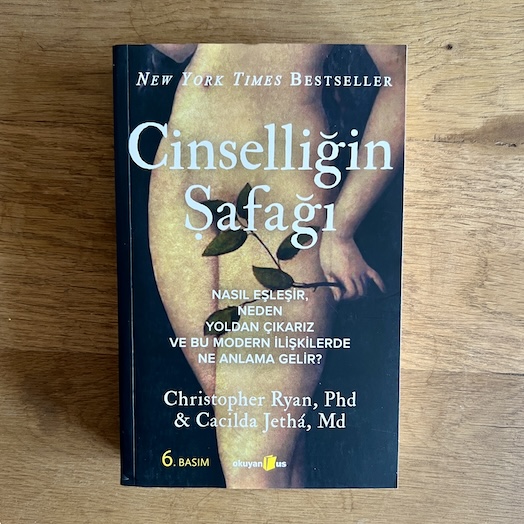 NEW YORK TIMES BESTSELLER
Cinselliğin
Şafağı
NASIL EŞLEŞİR,
NEDEN
YOLDAN ÇIKARIZ
VE BU MODERN İLİŞKİLERDE
NE ANLAMA GELİR?
Christopher Ryan, Phd
& Cacilda Jethá, Md
6. BASIM
okuyan us